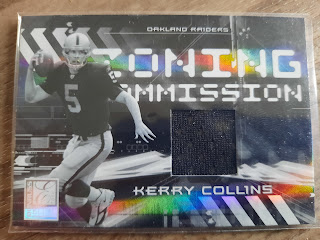 OAKLAND RAIDERS
ZONING
COMMISSION
5
KERRY COLLINS